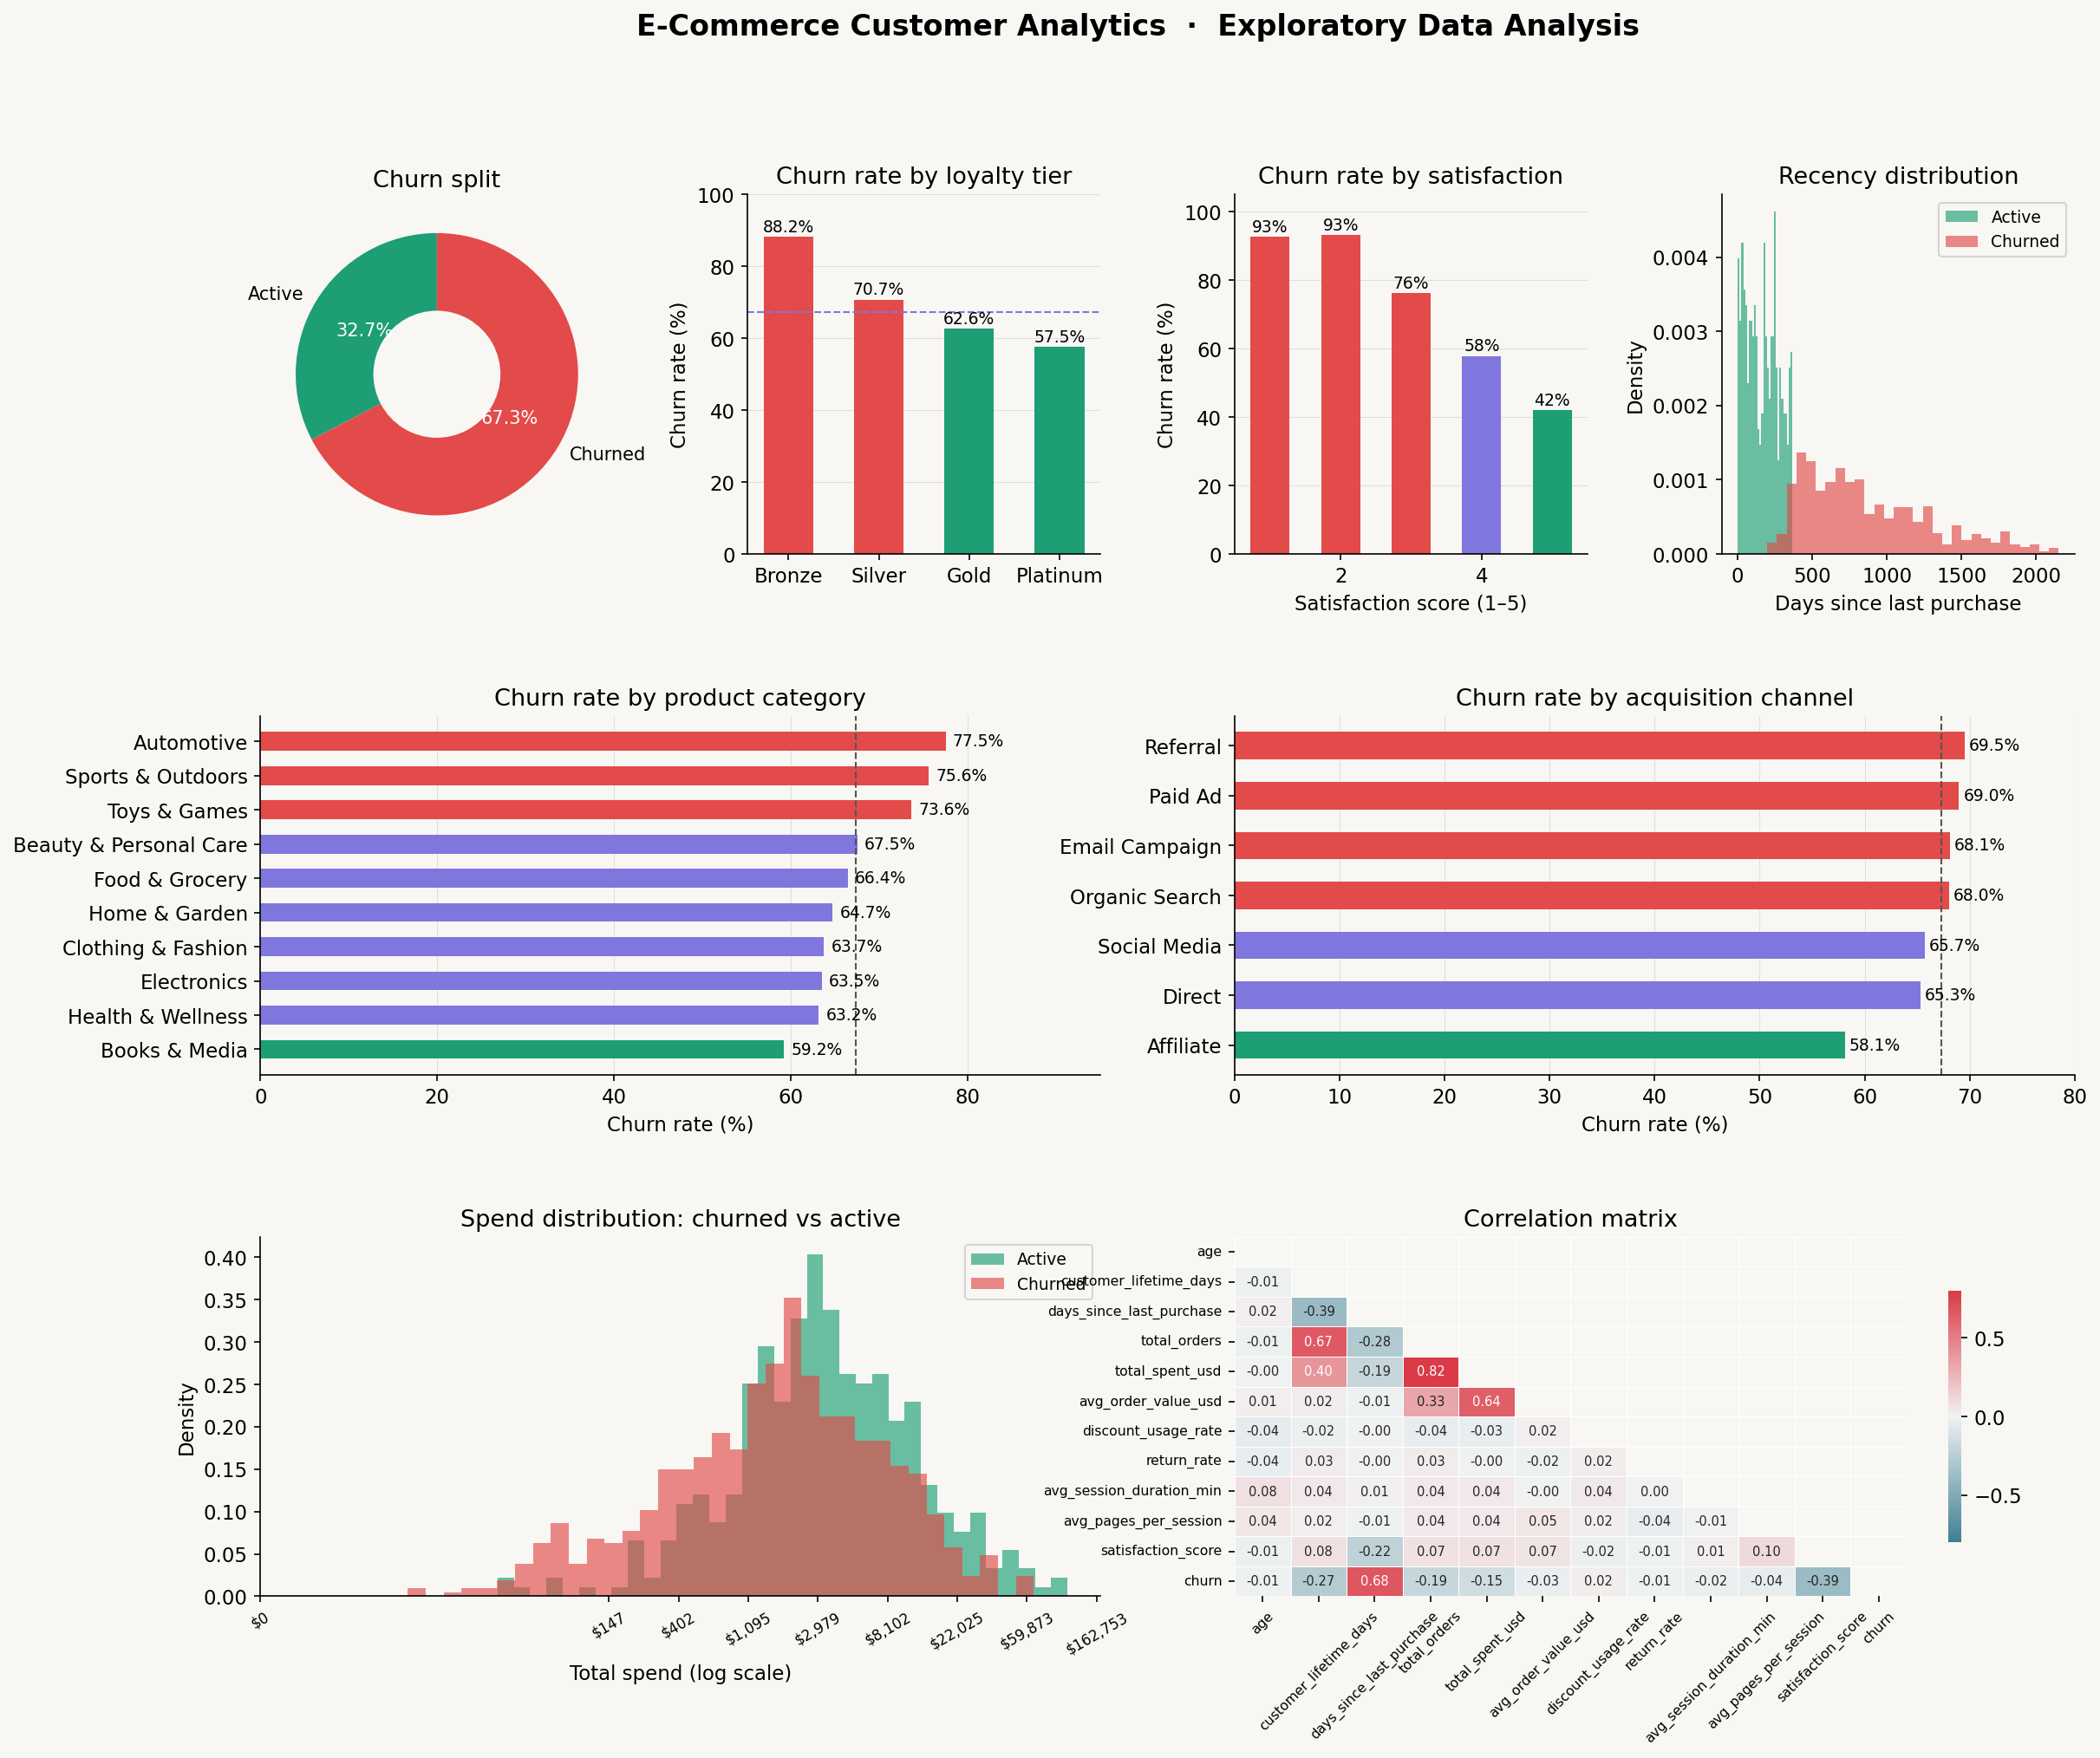 E-Commerce Customer Analytics · Exploratory Data Analysis
Churn split
Active
32.7%
67.3%
Churned
Churn rate by loyalty tier
Churn rate (%)
100
80
60
40
20
0
88.2%
70.7%
62.6%
57.5%
Bronze Silver Gold Platinum
Churn rate by satisfaction
Churn rate (%)
100
80
60
40
20
0
93%
93%
76%
58%
42%
2 4
Satisfaction score (1–5)
Recency distribution
Active
Churned
Density
0.004
0.003
0.002
0.001
0.000
0 500 1000 1500 2000
Days since last purchase
Churn rate by product category
Automotive 77.5%
Sports & Outdoors 75.6%
Toys & Games 73.6%
Beauty & Personal Care 67.5%
Food & Grocery 66.4%
Home & Garden 64.7%
Clothing & Fashion 63.7%
Electronics 63.5%
Health & Wellness 63.2%
Books & Media 59.2%
0 20 40 60 80
Churn rate (%)
Churn rate by acquisition channel
Referral 69.5%
Paid Ad 69.0%
Email Campaign 68.1%
Organic Search 68.0%
Social Media 65.7%
Direct 65.3%
Affiliate 58.1%
0 10 20 30 40 50 60 70 80
Churn rate (%)
Spend distribution: churned vs active
Active
Churned
Density
0.40
0.35
0.30
0.25
0.20
0.15
0.10
0.05
0.00
$0 $147 $402 $1,095 $2,979 $8,102 $22,025 $59,873 $162,753
Total spend (log scale)
Correlation matrix
age
customer_lifetime_days -0.01
days_since_last_purchase 0.02 -0.39
total_orders -0.01 0.67 -0.28
total_spent_usd -0.00 0.40 -0.19 0.82
avg_order_value_usd 0.01 0.02 -0.01 0.33 0.64
discount_usage_rate -0.04 -0.02 -0.00 -0.04 -0.03 0.02
return_rate -0.04 0.03 -0.00 0.03 -0.00 -0.02 0.02
avg_session_duration_min 0.08 0.04 0.01 0.04 0.04 -0.00 0.04 0.00
avg_pages_per_session 0.04 0.02 -0.01 0.04 0.04 0.05 0.02 -0.04 -0.01
satisfaction_score -0.01 0.08 -0.22 0.07 0.07 0.07 -0.02 -0.01 0.01 0.10
churn -0.01 -0.27 0.68 -0.19 -0.15 -0.03 0.02 -0.01 -0.02 -0.04 -0.39
age customer_lifetime_days days_since_last_purchase total_orders total_spent_usd avg_order_value_usd discount_usage_rate return_rate avg_session_duration_min avg_pages_per_session satisfaction_score churn
0.5
0.0
−0.5